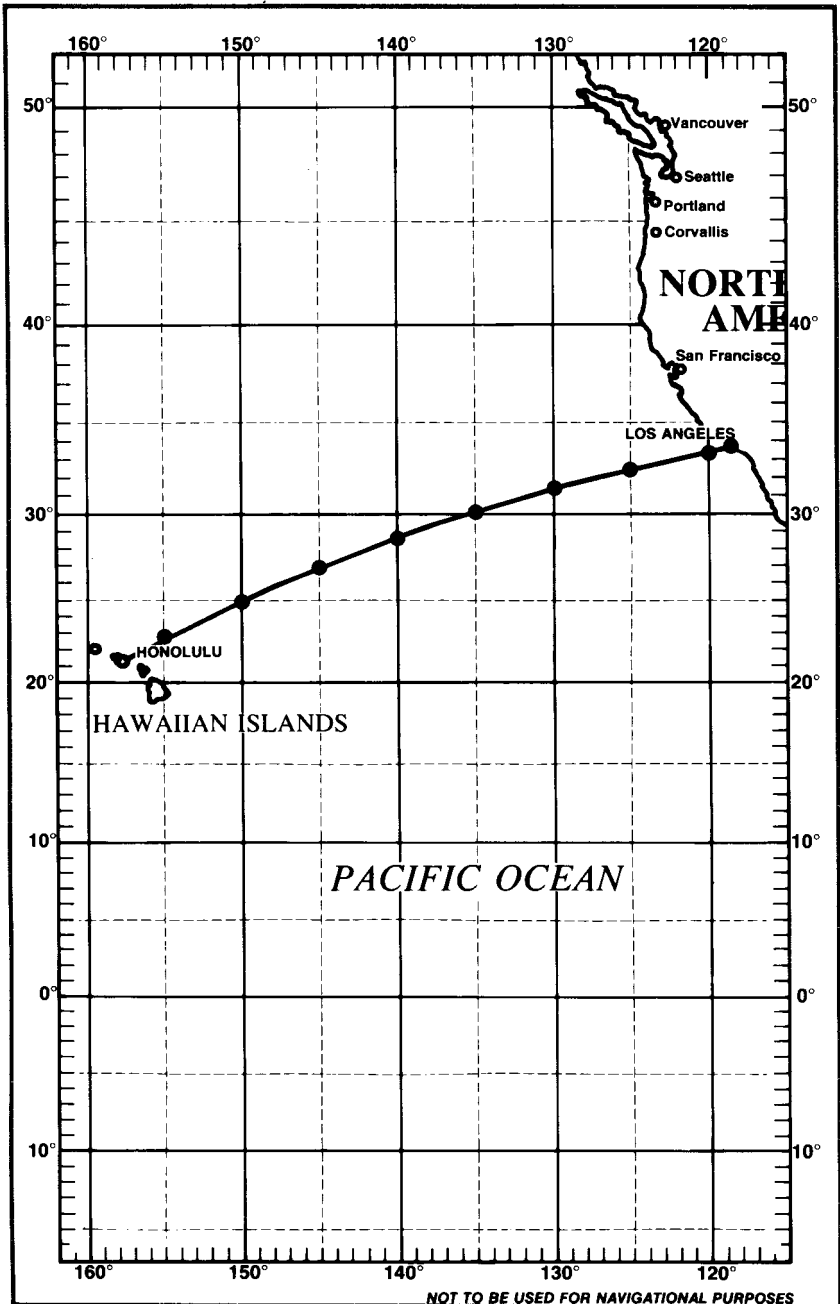 160° 150° 140° 130° 120°
50° 50°
Vancouver
Seattle
Portland
Corvallis
NORTH
40° AME 40°
San Francisco
LOS ANGELES
30° 30°
HONOLULU
20° 20°
HAWAIIAN ISLANDS
10° 10°
PACIFIC OCEAN
0° 0°
10° 10°
160° 150° 140° 130° 120°
NOT TO BE USED FOR NAVIGATIONAL PURPOSES